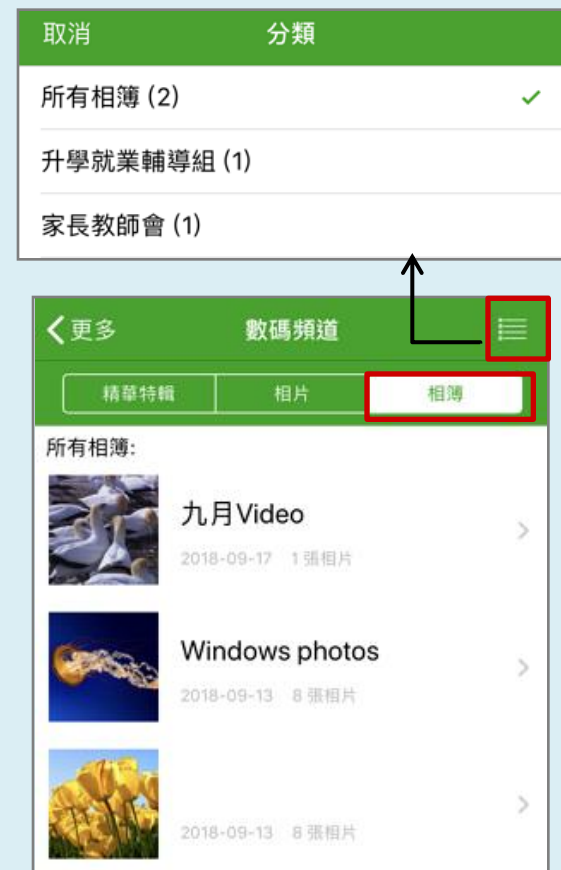 取消 分類
所有相簿 (2)
升學就業輔導組 (1)
家長教師會 (1)
更多 數碼頻道
精華特輯 相片 相簿
所有相簿:
九月Video
2018-09-17 1 張相片
Windows photos
2018-09-13 8 張相片
2018-09-13 8 張相片